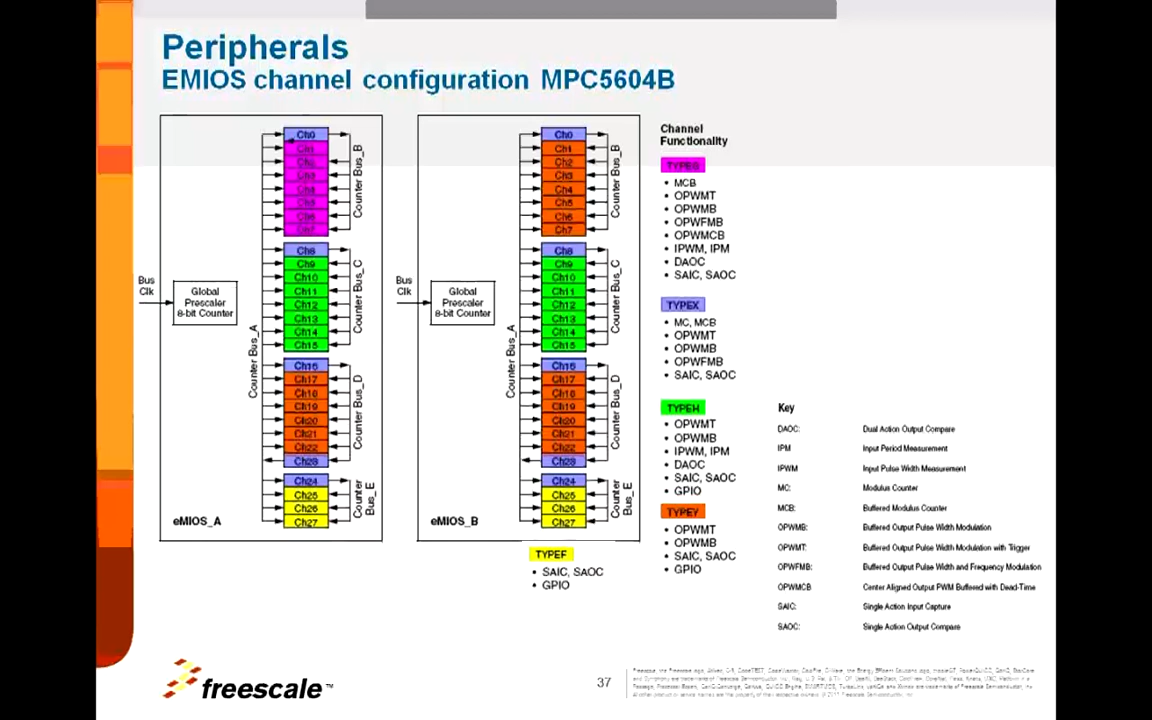 Peripherals
EMIOS channel configuration MPC5604B
Bus
Clk
Global
Prescaler
8-bit Counter
Counter Bus_A
Ch0
Ch1
Ch2
Ch3
Ch4
Ch5
Ch6
Ch7
Counter Bus_B
Ch8
Ch9
Ch10
Ch11
Ch12
Ch13
Ch14
Ch15
Counter Bus_C
Ch16
Ch17
Ch18
Ch19
Ch20
Ch21
Ch22
Ch23
Counter Bus_D
Ch24
Ch25
Ch26
Ch27
Counter
Bus_E
eMIOS_A
Bus
Clk
Global
Prescaler
8-bit Counter
Counter Bus_A
Ch0
Ch1
Ch2
Ch3
Ch4
Ch5
Ch6
Ch7
Counter Bus_B
Ch8
Ch9
Ch10
Ch11
Ch12
Ch13
Ch14
Ch15
Counter Bus_C
Ch16
Ch17
Ch18
Ch19
Ch20
Ch21
Ch22
Ch23
Counter Bus_D
Ch24
Ch25
Ch26
Ch27
Counter
Bus_E
eMIOS_B
TYPEF
• SAIC, SAOC
• GPIO
Channel
Functionality
TYPEG
• MCB
• OPWMT
• OPWMB
• OPWFMB
• OPWMCB
• IPWM, IPM
• DAOC
• SAIC, SAOC
TYPEX
• MC, MCB
• OPWMT
• OPWMB
• OPWFMB
• SAIC, SAOC
TYPEH
• OPWMT
• OPWMB
• IPWM, IPM
• DAOC
• SAIC, SAOC
• GPIO
TYPEY
• OPWMT
• OPWMB
• SAIC, SAOC
• GPIO
Key
DAOC: Dual Action Output Compare
IPM Input Period Measurement
IPWM Input Pulse Width Measurement
MC: Modulus Counter
MCB: Buffered Modulus Counter
OPWMB: Buffered Output Pulse Width Modulation
OPWMT: Buffered Output Pulse Width Modulation with Trigger
OPWFMB: Buffered Output Pulse Width and Frequency Modulation
OPWMCB Center Aligned Output PWM Buffered with Dead-Time
SAIC: Single Action Input Capture
SAOC: Single Action Output Compare
freescale™
37